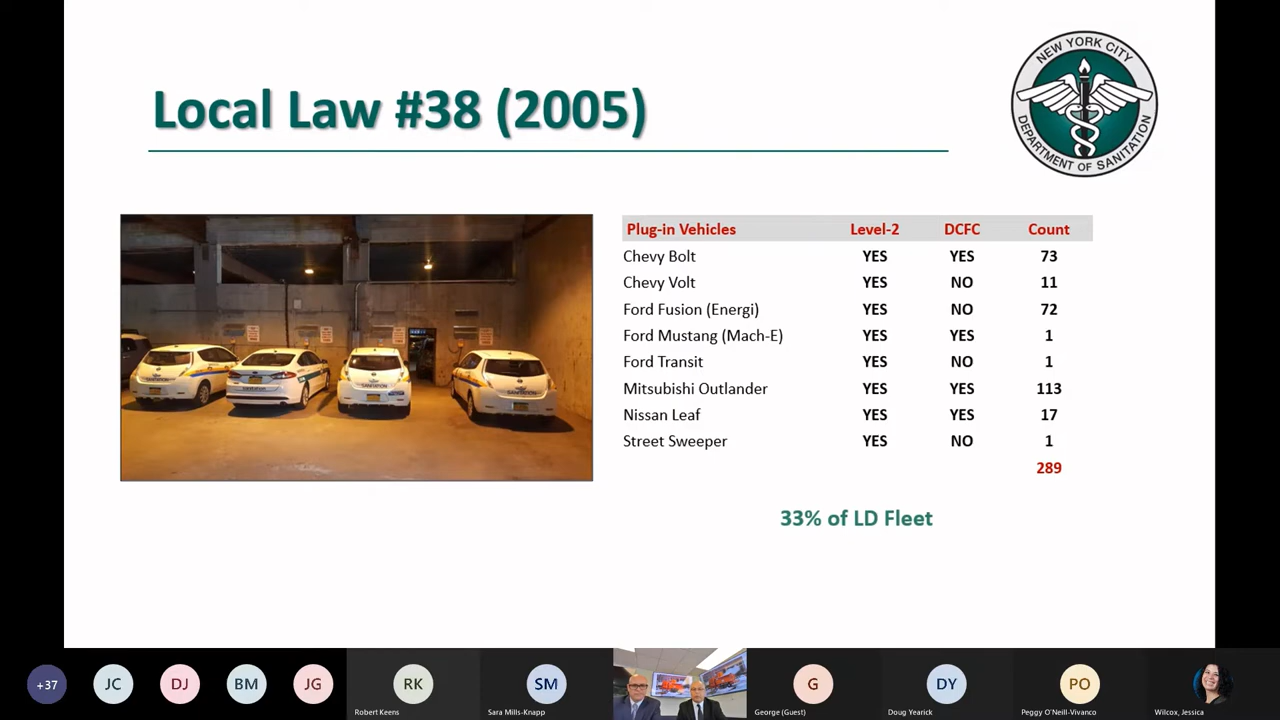 Local Law #38 (2005)
NEW YORK CITY
DEPARTMENT OF SANITATION
Plug-in Vehicles Level-2 DCFC Count
Chevy Bolt YES YES 73
Chevy Volt YES NO 11
Ford Fusion (Energi) YES NO 72
Ford Mustang (Mach-E) YES YES 1
Ford Transit YES NO 1
Mitsubishi Outlander YES YES 113
Nissan Leaf YES YES 17
Street Sweeper YES NO 1
289
33% of LD Fleet
SANITATION
+37 JC DJ BM JG RK SM G DY PO
Robert Keens Sara Mills-Knapp George (Guest) Doug Yearick Peggy O'Neill-Vivanco Wilcox, Jessica